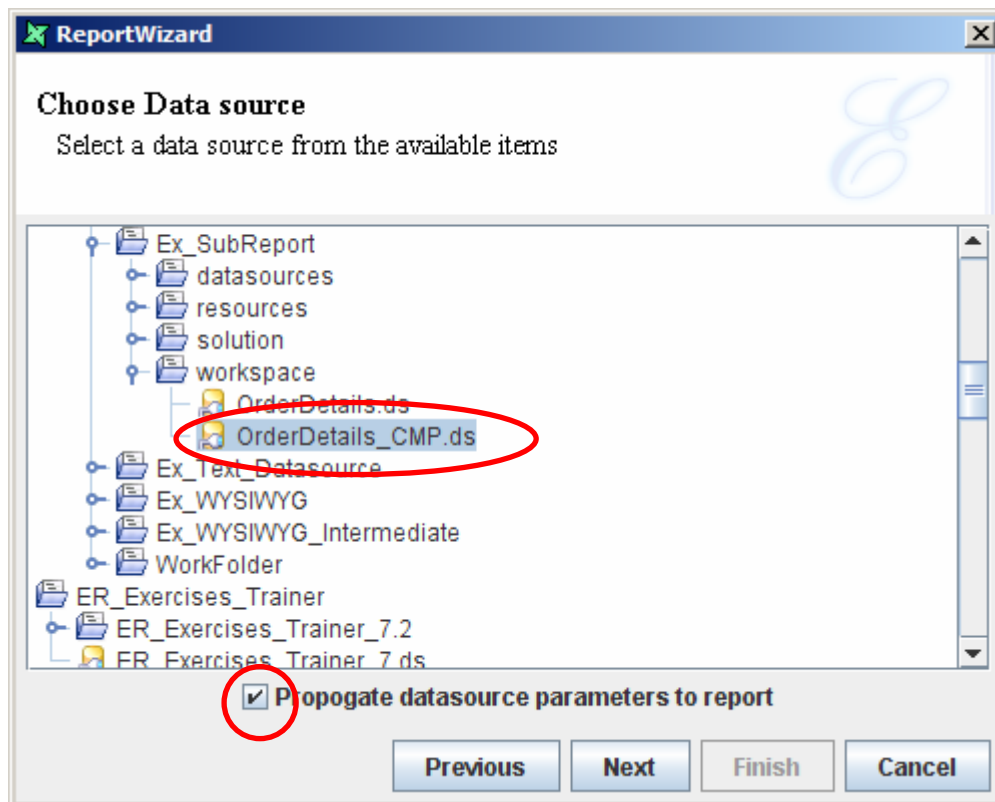 ReportWizard
Choose Data source
Select a data source from the available items
Ex_SubReport
datasources
resources
solution
workspace
OrderDetails.ds
OrderDetails_CMP.ds
Ex_Text_Datasource
Ex_WYSIWYG
Ex_WYSIWYG_Intermediate
WorkFolder
ER_Exercises_Trainer
ER_Exercises_Trainer_7.2
ER_Exercises_Trainer_7.ds
Propogate datasource parameters to report
Previous Next Finish Cancel